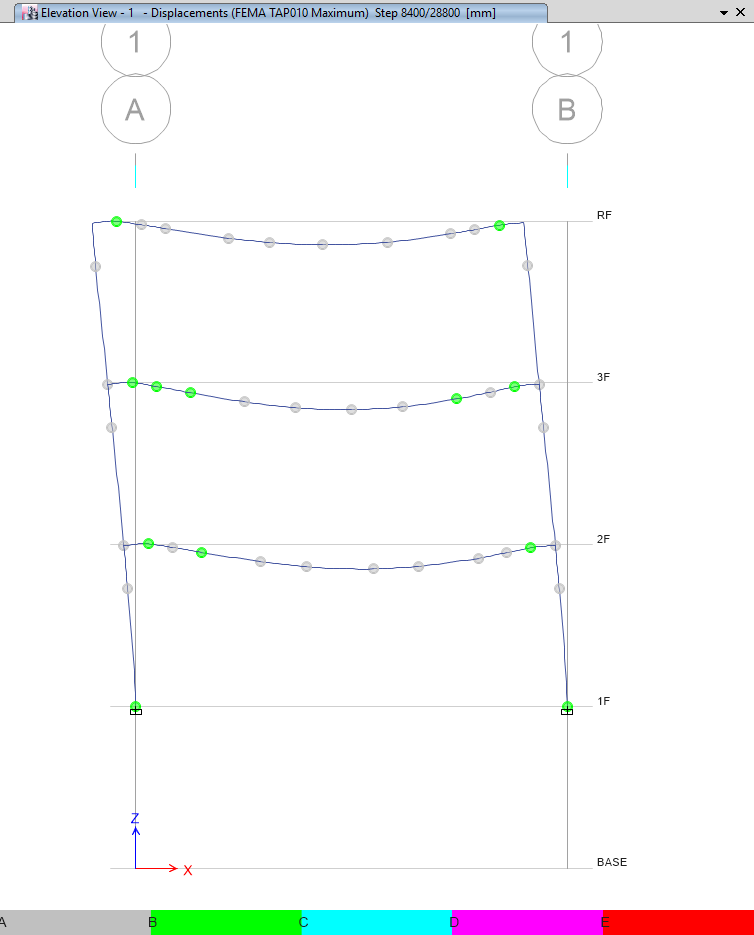 Elevation View - 1   - Displacements (FEMA TAP010 Maximum)  Step 8400/28800  [mm]
1 1
A B
RF
3F
2F
1F
Z
X
BASE
A B C D E